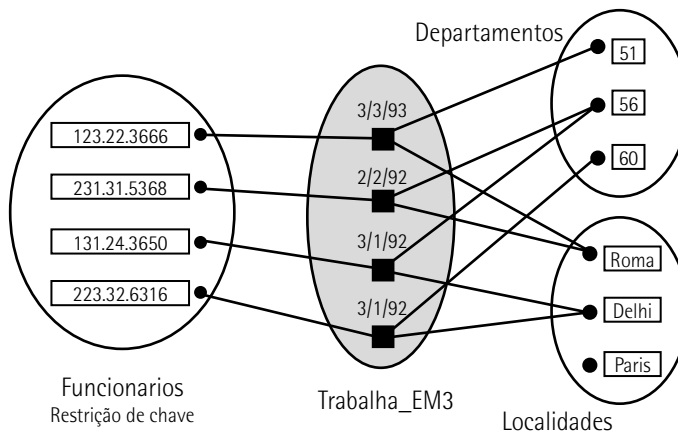 Departamentos
51
56
60
3/3/93
2/2/92
3/1/92
3/1/92
123.22.3666
231.31.5368
131.24.3650
223.32.6316
Roma
Delhi
Paris
Funcionarios
Restrição de chave
Trabalha_EM3
Localidades